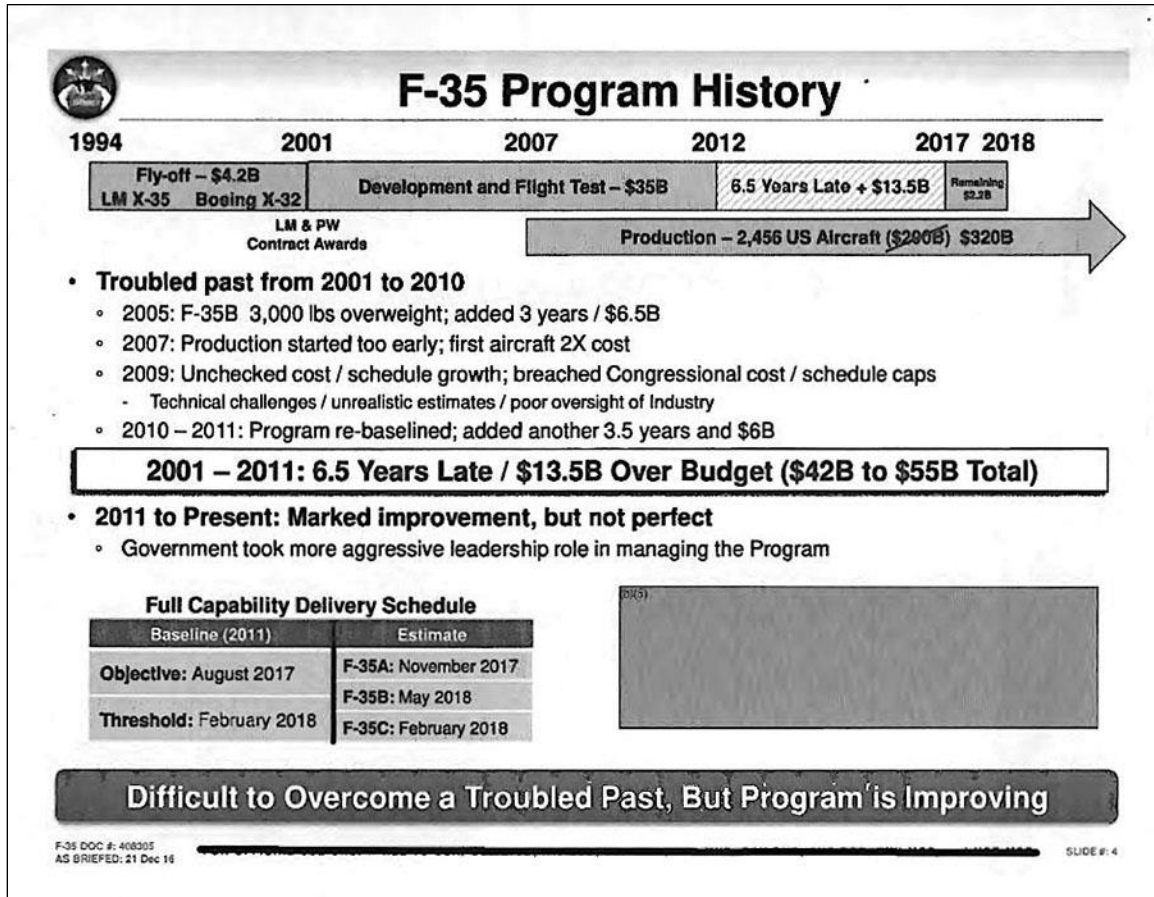 F-35 Program History
1994 2001 2007 2012 2017 2018
Fly-off – $4.2B
LM X-35 Boeing X-32
Development and Flight Test – $35B
6.5 Years Late + $13.5B
Remaining
$2.2B
LM & PW
Contract Awards
Production – 2,456 US Aircraft ($200B) $320B
• Troubled past from 2001 to 2010
∘ 2005: F-35B 3,000 lbs overweight; added 3 years / $6.5B
∘ 2007: Production started too early; first aircraft 2X cost
∘ 2009: Unchecked cost / schedule growth; breached Congressional cost / schedule caps
- Technical challenges / unrealistic estimates / poor oversight of Industry
∘ 2010 – 2011: Program re-baselined; added another 3.5 years and $6B
2001 – 2011: 6.5 Years Late / $13.5B Over Budget ($42B to $55B Total)
• 2011 to Present: Marked improvement, but not perfect
∘ Government took more aggressive leadership role in managing the Program
(b)(5)
Full Capability Delivery Schedule
Baseline (2011) Estimate
Objective: August 2017
Threshold: February 2018
F-35A: November 2017
F-35B: May 2018
F-35C: February 2018
Difficult to Overcome a Troubled Past, But Program is Improving
F-35 DOC #: 408305
AS BRIEFED: 21 Dec 16
SLIDE #: 4